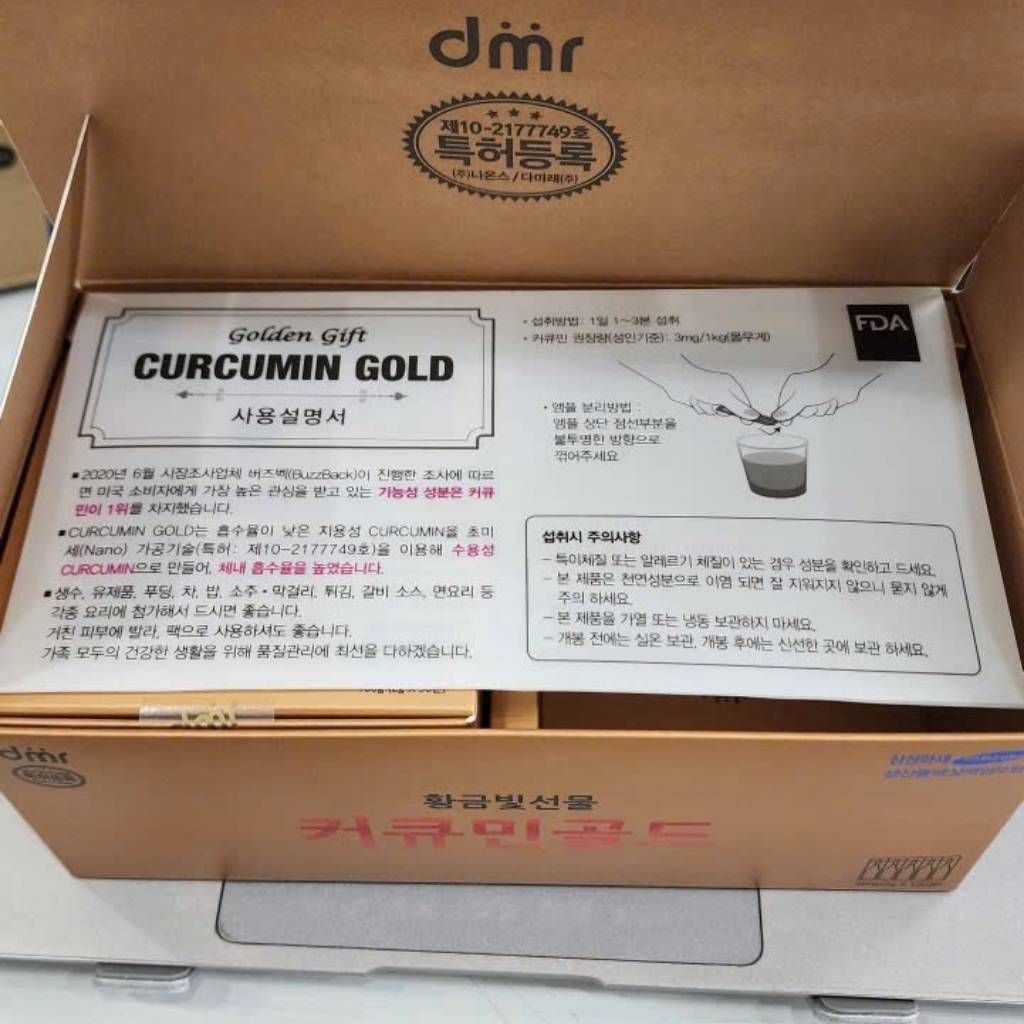 dmr
제10-2177749호
특허등록
(주)나온스 / 다미래(주)
Golden Gift
CURCUMIN GOLD
사용설명서
■ 2020년 6월 시장조사업체 버즈백(BuzzBack)이 진행한 조사에 따르
면 미국 소비자에게 가장 높은 관심을 받고 있는 기능성 성분은 커큐
민이 1위를 차지했습니다.
■ CURCUMIN GOLD는 흡수율이 낮은 지용성 CURCUMIN을 초미
세(Nano) 가공기술(특허: 제10-2177749호)을 이용해 수용성
CURCUMIN으로 만들어, 체내 흡수율을 높였습니다.
■ 생수, 유제품, 푸딩, 차, 밥, 소주 • 막걸리, 튀김, 갈비 소스, 면요리 등
각종 요리에 첨가해서 드시면 좋습니다.
거친 피부에 발라, 팩으로 사용하셔도 좋습니다.
가족 모두의 건강한 생활을 위해 품질관리에 최선을 다하겠습니다.
• 섭취방법: 1일 1~3본 섭취
• 커큐민 권장량(성인기준): 3mg/1kg(몸무게)
FDA
• 앰플 분리방법 :
앰플 상단 점선부분을
불투명한 방향으로
꺾어주세요
섭취시 주의사항
- 특이체질 또는 알레르기 체질이 있는 경우 성분을 확인하고 드세요.
- 본 제품은 천연성분으로 이염 되면 잘 지워지지 않으니 묻지 않게
주의 하세요.
- 본 제품을 가열 또는 냉동 보관하지 마세요.
- 개봉 전에는 실온 보관, 개봉 후에는 신선한 곳에 보관 하세요.
dmr
dmr
특허등록
황금빛선물
커큐민골드
삼성화재